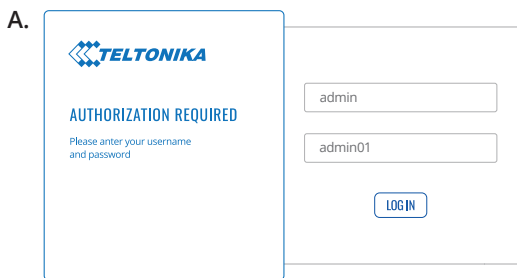 A.
TELTONIKA
AUTHORIZATION REQUIRED
Please anter your username
and password
admin
admin01
LOG IN